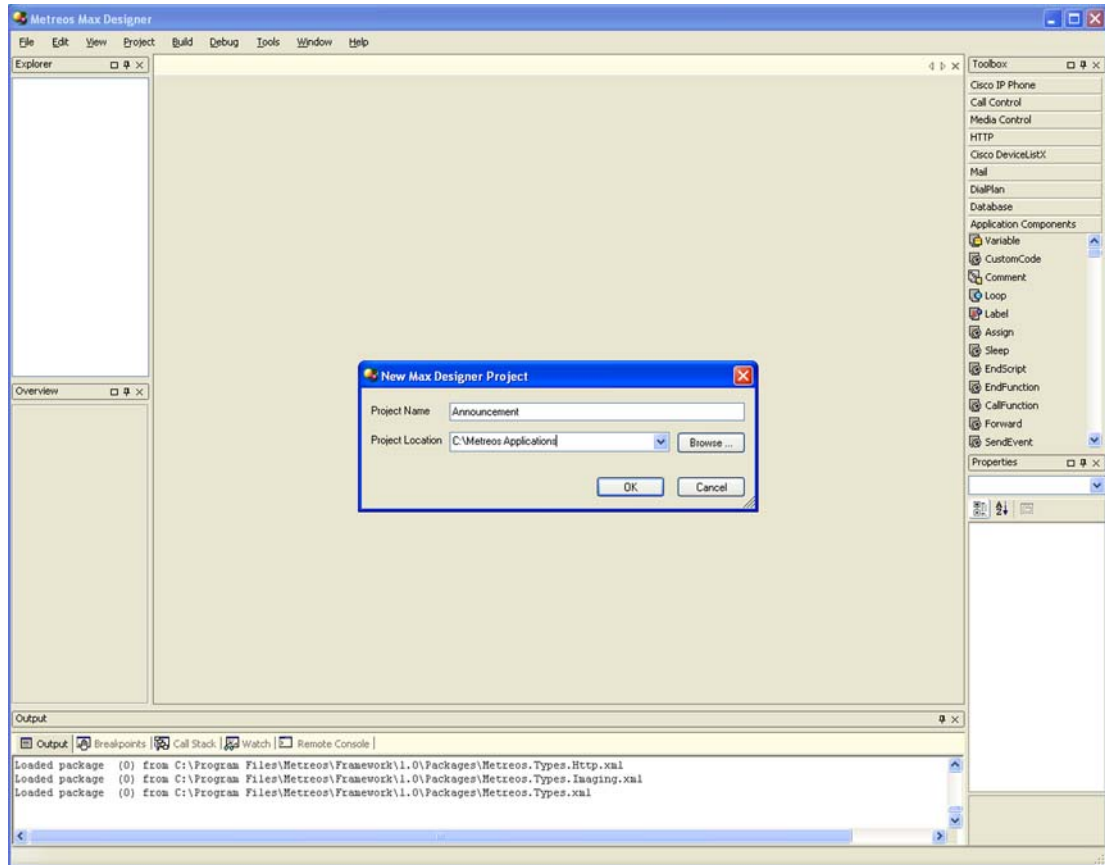 Metreos Max Designer
File Edit View Project Build Debug Tools Window Help
Explorer
Toolbox
Cisco IP Phone
Call Control
Media Control
HTTP
Cisco DeviceListX
Mail
DialPlan
Database
Application Components
Variable
CustomCode
Comment
Loop
Label
Assign
Sleep
EndScript
EndFunction
CallFunction
Forward
SendEvent
New Max Designer Project
Project Name Announcement
Project Location C:\Metreos Applications Browse ...
OK Cancel
Overview
Properties
Output
Output Breakpoints Call Stack Watch Remote Console
Loaded package (0) from C:\Program Files\Metreos\Framework\1.0\Packages\Metreos.Types.Http.xml
Loaded package (0) from C:\Program Files\Metreos\Framework\1.0\Packages\Metreos.Types.Imaging.xml
Loaded package (0) from C:\Program Files\Metreos\Framework\1.0\Packages\Metreos.Types.xml